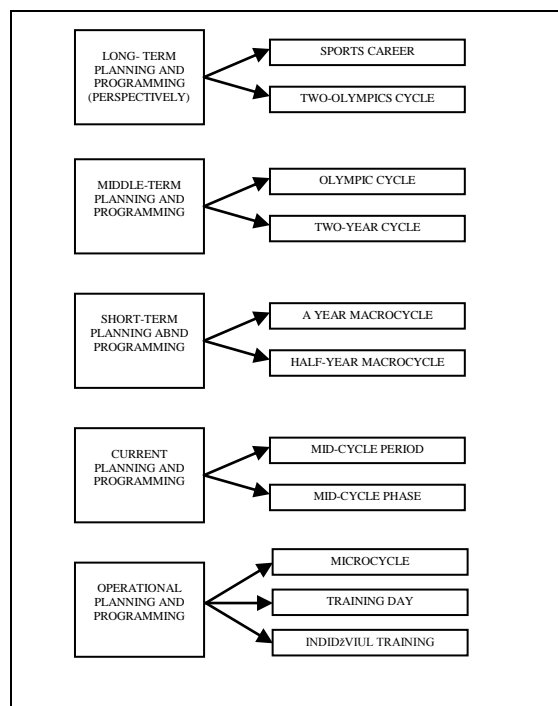 LONG- TERM
PLANNING AND
PROGRAMMING
(PERSPECTIVELY)
SPORTS CAREER
TWO-OLYMPICS CYCLE
MIDDLE-TERM
PLANNING AND
PROGRAMMING
OLYMPIC CYCLE
TWO-YEAR CYCLE
SHORT-TERM
PLANNING ABND
PROGRAMMING
A YEAR MACROCYCLE
HALF-YEAR MACROCYCLE
CURRENT
PLANNING AND
PROGRAMMING
MID-CYCLE PERIOD
MID-CYCLE PHASE
OPERATIONAL
PLANNING AND
PROGRAMMING
MICROCYCLE
TRAINING DAY
INDIDžVIUL TRAINING